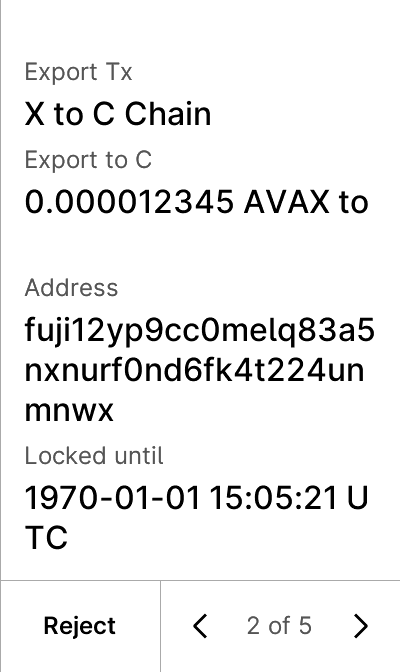 Export Tx
X to C Chain
Export to C
0.000012345 AVAX to
Address
fuji12yp9cc0melq83a5
nxnurf0nd6fk4t224un
mnwx
Locked until
1970-01-01 15:05:21 U
TC
Reject
2 of 5